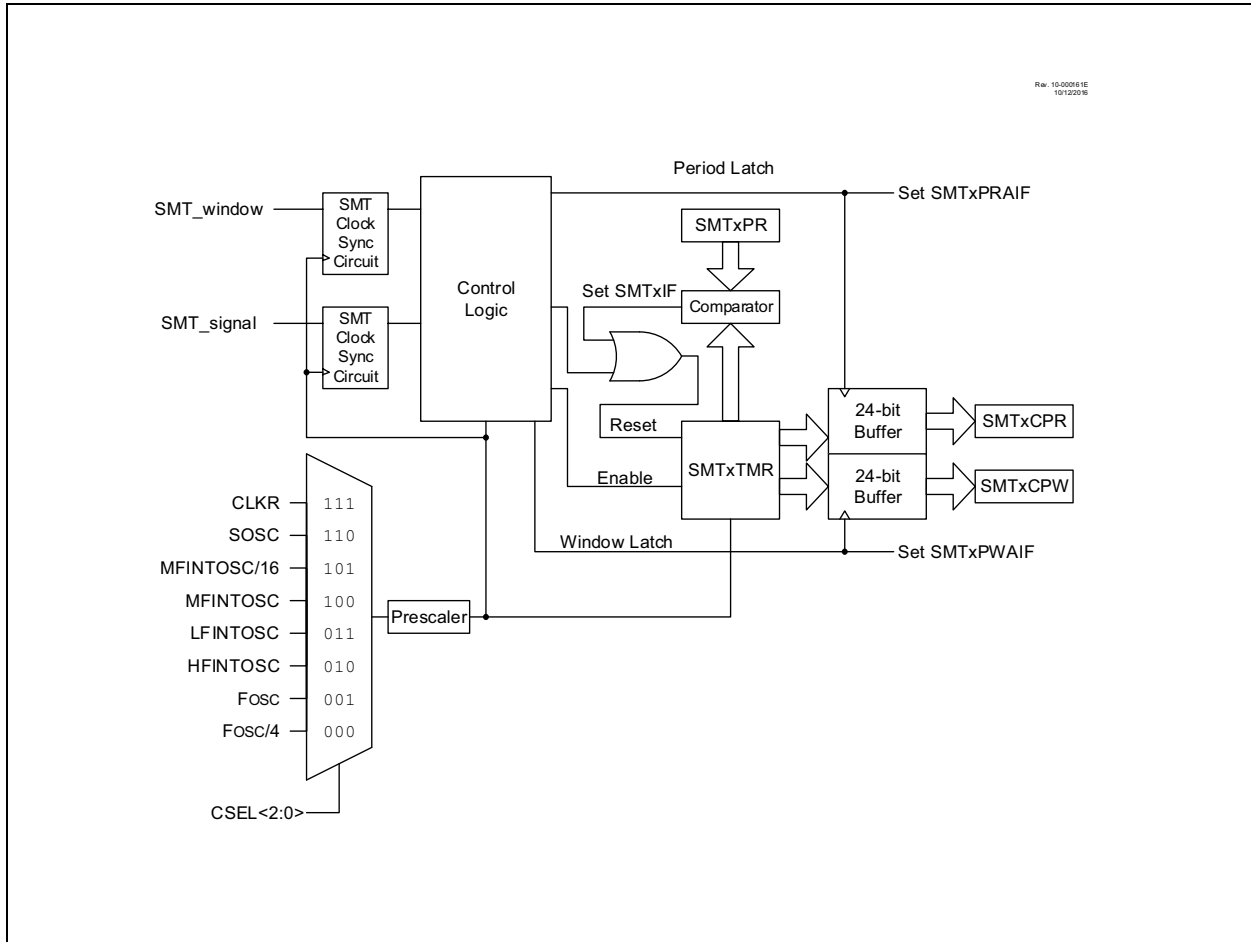 Rev. 10-000161E
10/12/2016
Period Latch
Set SMTxPRAIF
SMT_window
SMT
Clock
Sync
Circuit
SMTxPR
Control
Logic
Set SMTxIF
Comparator
SMT_signal
SMT
Clock
Sync
Circuit
Reset
SMTxTMR
24-bit
Buffer
SMTxCPR
Enable
24-bit
Buffer
SMTxCPW
Window Latch
Set SMTxPWAIF
CLKR 111
SOSC 110
MFINTOSC/16 101
MFINTOSC 100
LFINTOSC 011
HFINTOSC 010
FOSC 001
FOSC/4 000
Prescaler
CSEL<2:0>